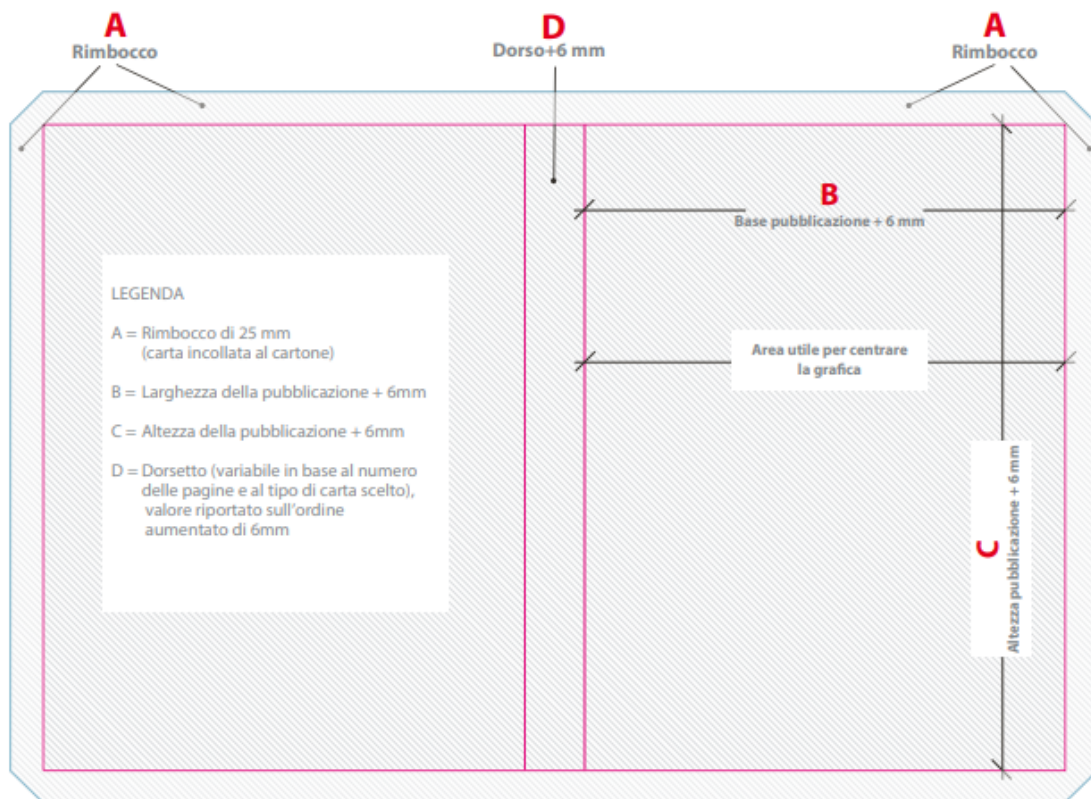 A
Rimbocco
D
Dorso+6 mm
A
Rimbocco
B
Base pubblicazione + 6 mm
LEGENDA
A = Rimbocco di 25 mm
(carta incollata al cartone)
B = Larghezza della pubblicazione + 6mm
C = Altezza della pubblicazione + 6mm
D = Dorsetto (variabile in base al numero
delle pagine e al tipo di carta scelto),
valore riportato sull'ordine
aumentato di 6mm
Area utile per centrare
la grafica
C
Altezza pubblicazione + 6 mm